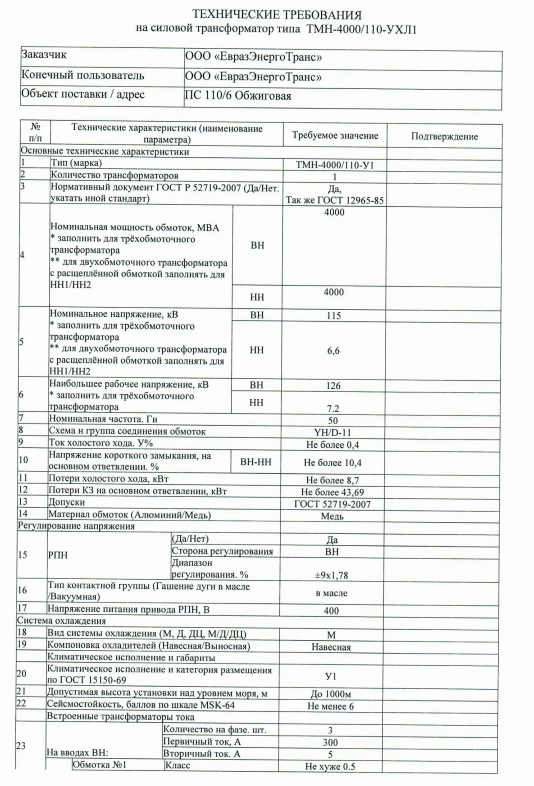 ТЕХНИЧЕСКИЕ ТРЕБОВАНИЯ
на силовой трансформатор типа ТМН-4000/110-УХЛ1
Заказчик ООО «ЕвразЭнергоТранс»
Конечный пользователь ООО «ЕвразЭнергоТранс»
Объект поставки / адрес ПС 110/6 Обжиговая
№ п/п Технические характеристики (наименование параметра) Требуемое значение Подтверждение
Основные технические характеристики
1 Тип (марка) ТМН-4000/110-У1
2 Количество трансформаторов 1
3 Нормативный документ ГОСТ Р 52719-2007 (Да/Нет. Да,
укатать иной стандарт) Так же ГОСТ 12965-85
4 Номинальная мощность обмоток, МВА ВН 4000
* заполнить для трёхобмоточного
трансформатора
** для двухобмоточного трансформатора
с расщеплённой обмоткой заполнять для
НН1/НН2
НН 4000
5 Номинальное напряжение, кВ ВН 115
* заполнить для трёхобмоточного
трансформатора
** для двухобмоточного трансформатора НН 6,6
с расщеплённой обмоткой заполнять для
НН1/НН2
6 Наибольшее рабочее напряжение, кВ ВН 126
* заполнить для трёхобмоточного НН 7.2
трансформатора
7 Номинальная частота. Ги 50
8 Схема н группа соединения обмоток YH/D-11
9 Ток холостого хода. У% Не более 0,4
10 Напряжение короткого замыкания, на ВН-НН Не более 10,4
основном ответвлении. %
11 Потери холостого хода, кВт Не более 8,7
12 Потери КЗ на основном ответвлении, кВт Не более 43,69
13 Допуски ГОСТ 52719-2007
14 Материал обмоток (Алюминий/Медь) Медь
Регулирование напряжения
15 РПН (Да/Нет) Да
Сторона регулирования ВН
Диапазон
регулирования. % ±9х1,78
16 Тип контактной группы (Гашение дуги в масле в масле
/Вакуумная)
17 Напряжение питания привода РПН, В 400
Система охлаждения
18 Вид системы охлаждения (М, Д, ДЦ, М/Д/ДЦ) М
19 Компоновка охладителей (Навесная/Выносная) Навесная
Климатическое исполнение и габариты
20 Климатическое исполнение и категория размещения У1
по ГОСТ 15150-69
21 Допустимая высота установки над уровнем моря, м До 1000м
22 Сейсмостойкость, баллов по шкале MSK-64 Не менее 6
Встроенные трансформаторы тока
23 На вводах ВН: Количество на фазе. шт. 3
Первичный ток, А 300
Вторичный ток. А 5
Обмотка №1 Класс Не хуже 0.5